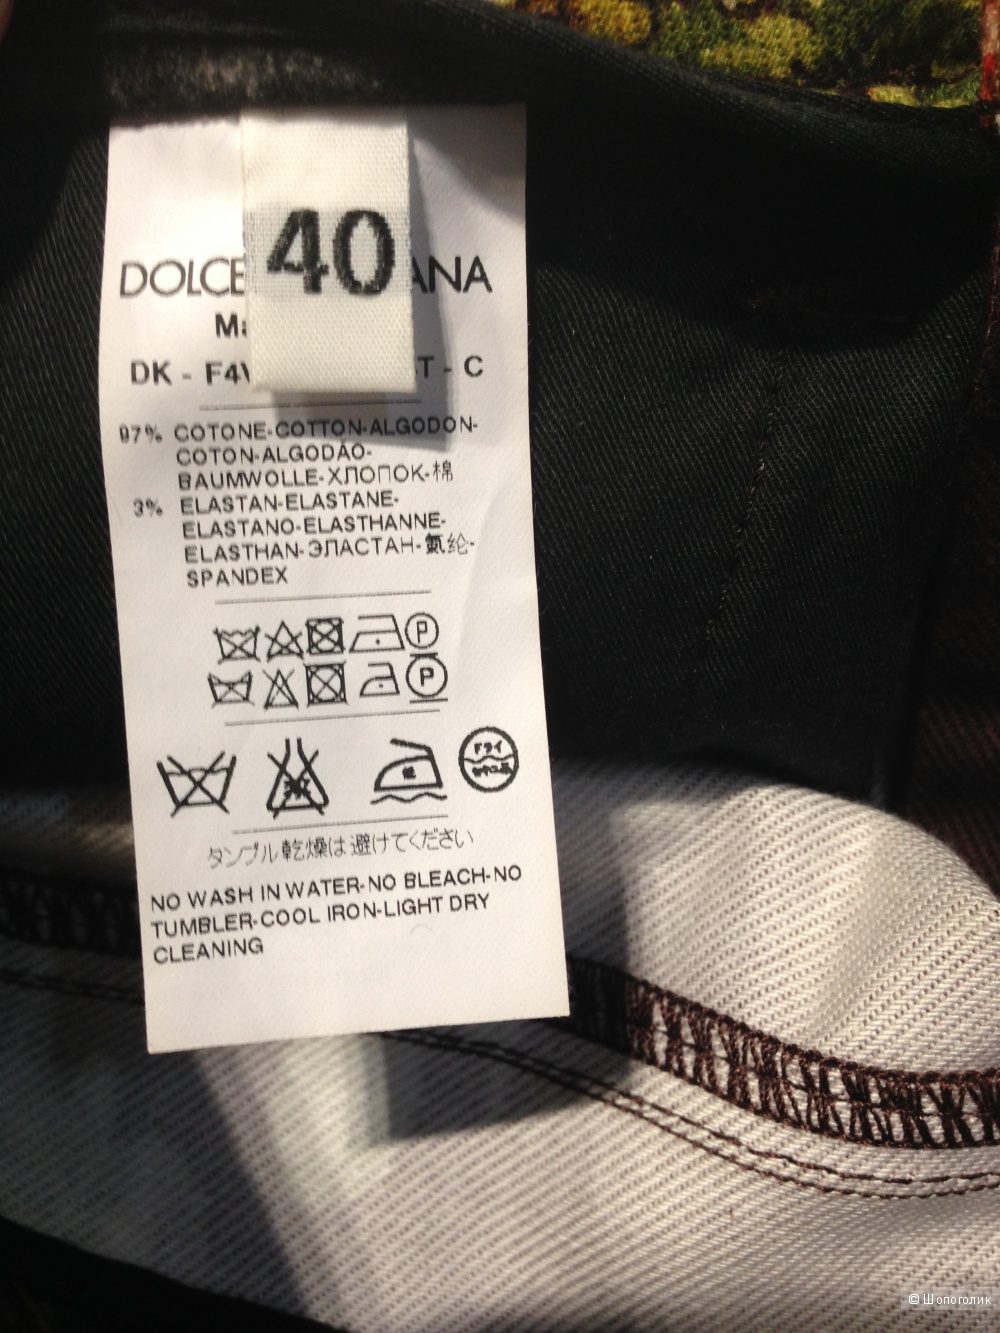 40
DOLCE ANA
DK - F4 T - C
97% COTONE-COTTON-ALGODON-
COTON-ALGODÃO-
BAUMWOLLE-ХЛОПОК-棉
3% ELASTAN-ELASTANE-
ELASTANO-ELASTHANNE-
ELASTHAN-ЭЛАСТАН-氨纶-
SPANDEX
P
P
ドライ
タンブル乾燥は避けてください
NO WASH IN WATER-NO BLEACH-NO
TUMBLER-COOL IRON-LIGHT DRY
CLEANING
© Шопоголик